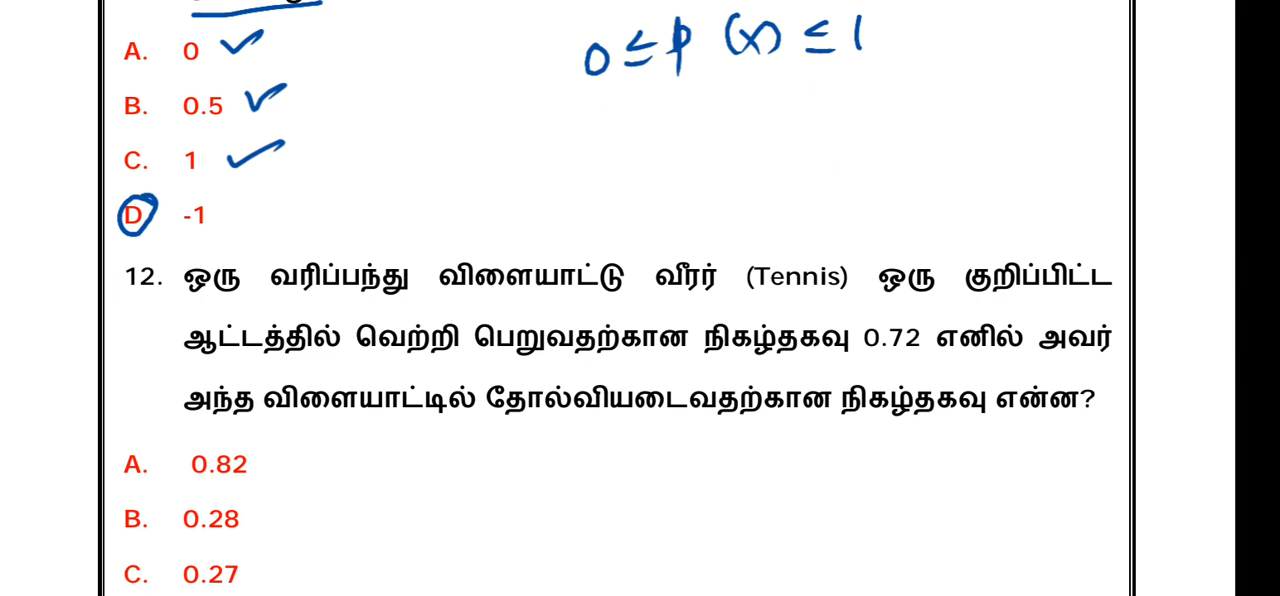 0 ≤ p (x) ≤ 1
A. 0
B. 0.5
C. 1
D -1
12. ஒரு வரிப்பந்து விளையாட்டு வீரர் (Tennis) ஒரு குறிப்பிட்ட
ஆட்டத்தில் வெற்றி பெறுவதற்கான நிகழ்தகவு 0.72 எனில் அவர்
அந்த விளையாட்டில் தோல்வியடைவதற்கான நிகழ்தகவு என்ன?
A. 0.82
B. 0.28
C. 0.27